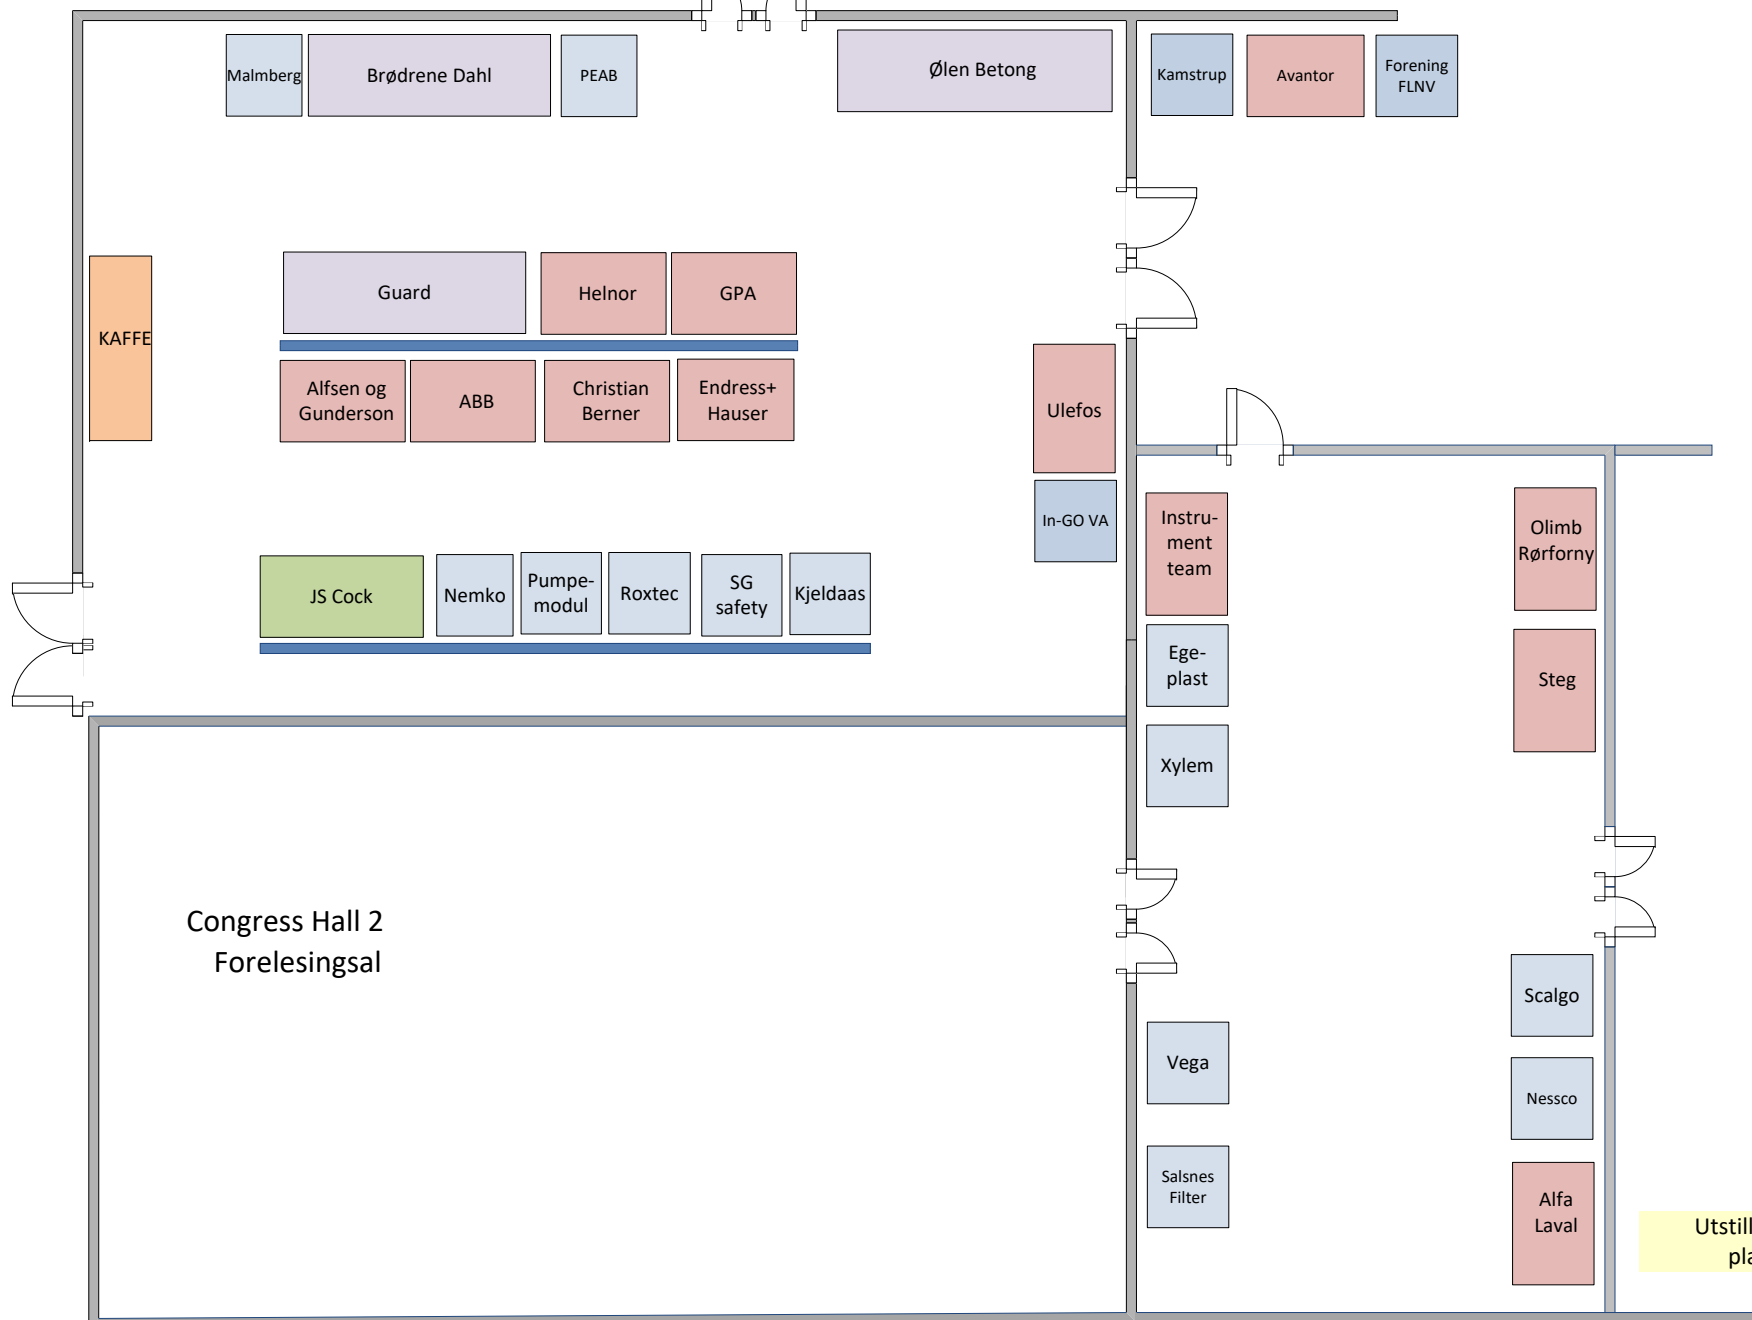 Malmberg
Brødrene Dahl
PEAB
Ølen Betong
Kamstrup
Avantor
Forening
FLNV
KAFFE
Guard
Helnor
GPA
Alfsen og
Gunderson
ABB
Christian
Berner
Endress+
Hauser
Ulefos
In-GO VA
JS Cock
Nemko
Pumpe-
modul
Roxtec
SG
safety
Kjeldaas
Instru-
ment
team
Olimb
Rørforny
Ege-
plast
Steg
Xylem
Congress Hall 2
Forelesingsal
Scalgo
Vega
Nessco
Salsnes
Filter
Alfa
Laval
Utstill
pla